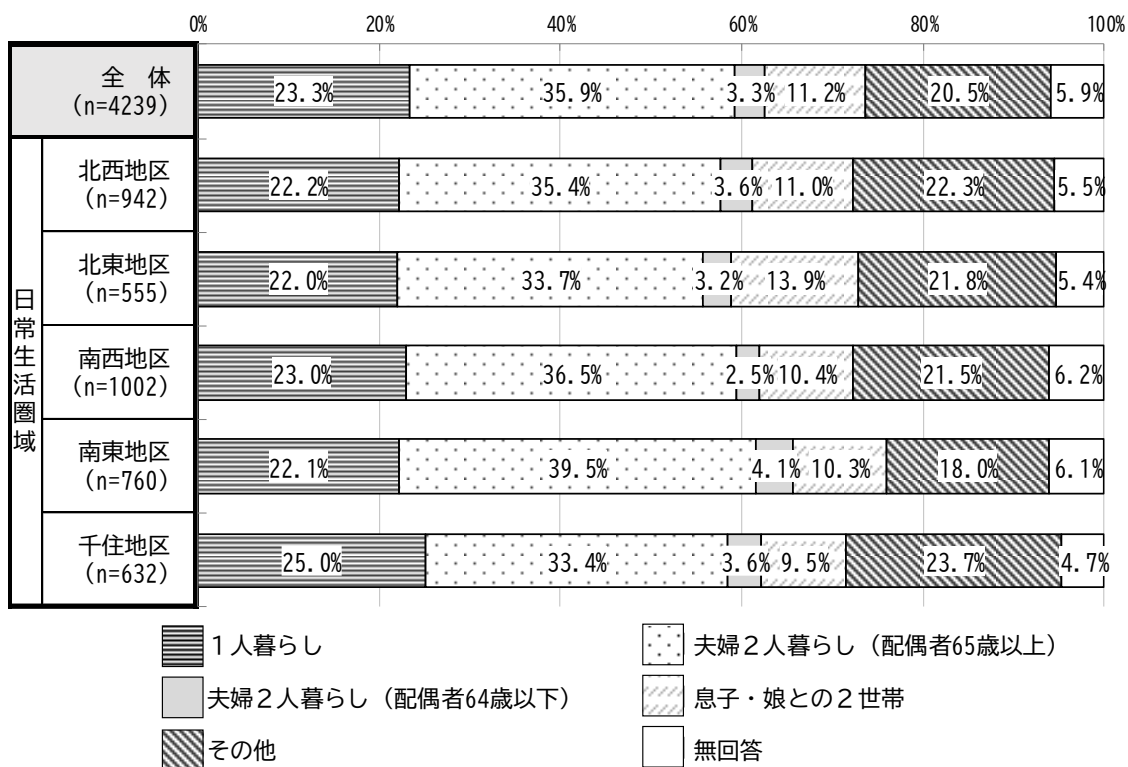 0% 20% 40% 60% 80% 100%
全 体
(n=4239)
23.3% 35.9% 3.3% 11.2% 20.5% 5.9%
日常生活圏域
北西地区
(n=942)
22.2% 35.4% 3.6% 11.0% 22.3% 5.5%
北東地区
(n=555)
22.0% 33.7% 3.2% 13.9% 21.8% 5.4%
南西地区
(n=1002)
23.0% 36.5% 2.5% 10.4% 21.5% 6.2%
南東地区
(n=760)
22.1% 39.5% 4.1% 10.3% 18.0% 6.1%
千住地区
(n=632)
25.0% 33.4% 3.6% 9.5% 23.7% 4.7%
１人暮らし
夫婦２人暮らし（配偶者65歳以上）
夫婦２人暮らし（配偶者64歳以下）
息子・娘との２世帯
その他
無回答